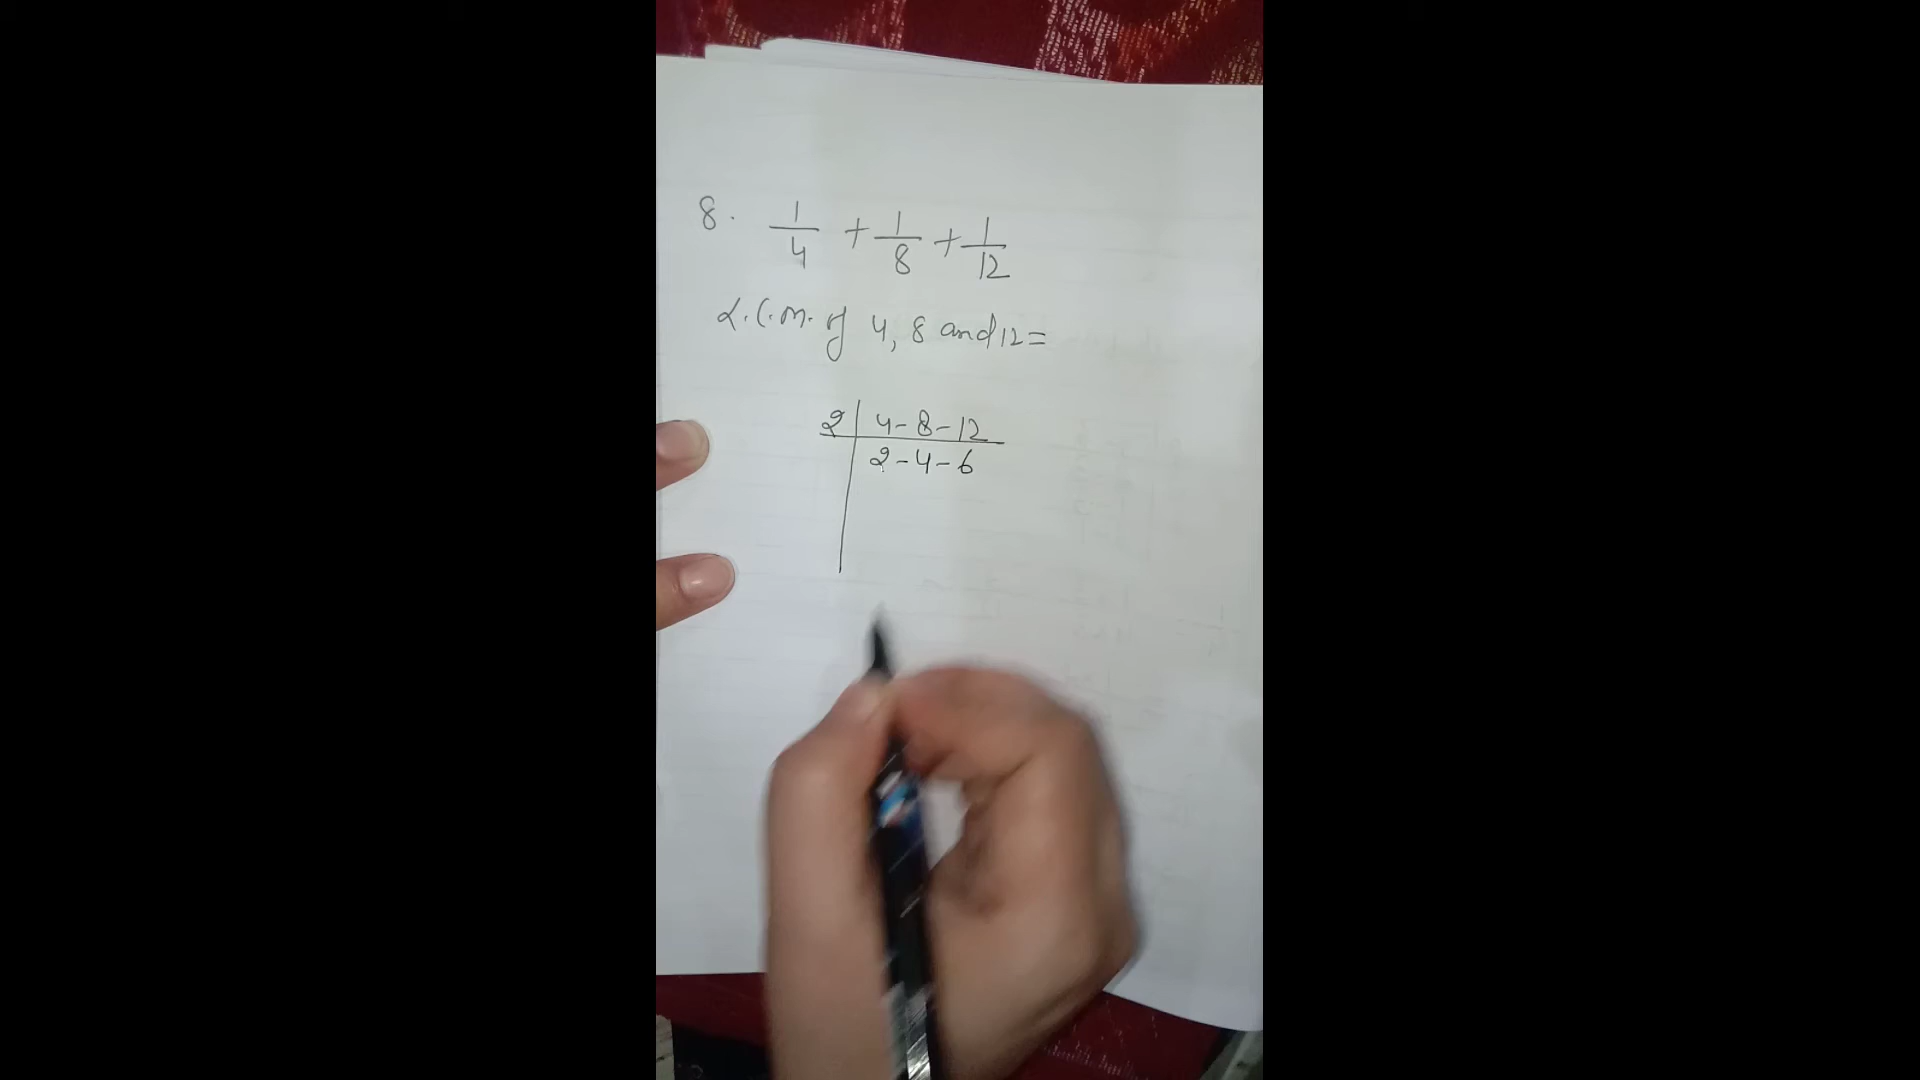 8. 1/4 + 1/8 + 1/12
L.C.M. of 4, 8 and 12 =
2 | 4 - 8 - 12
2 - 4 - 6